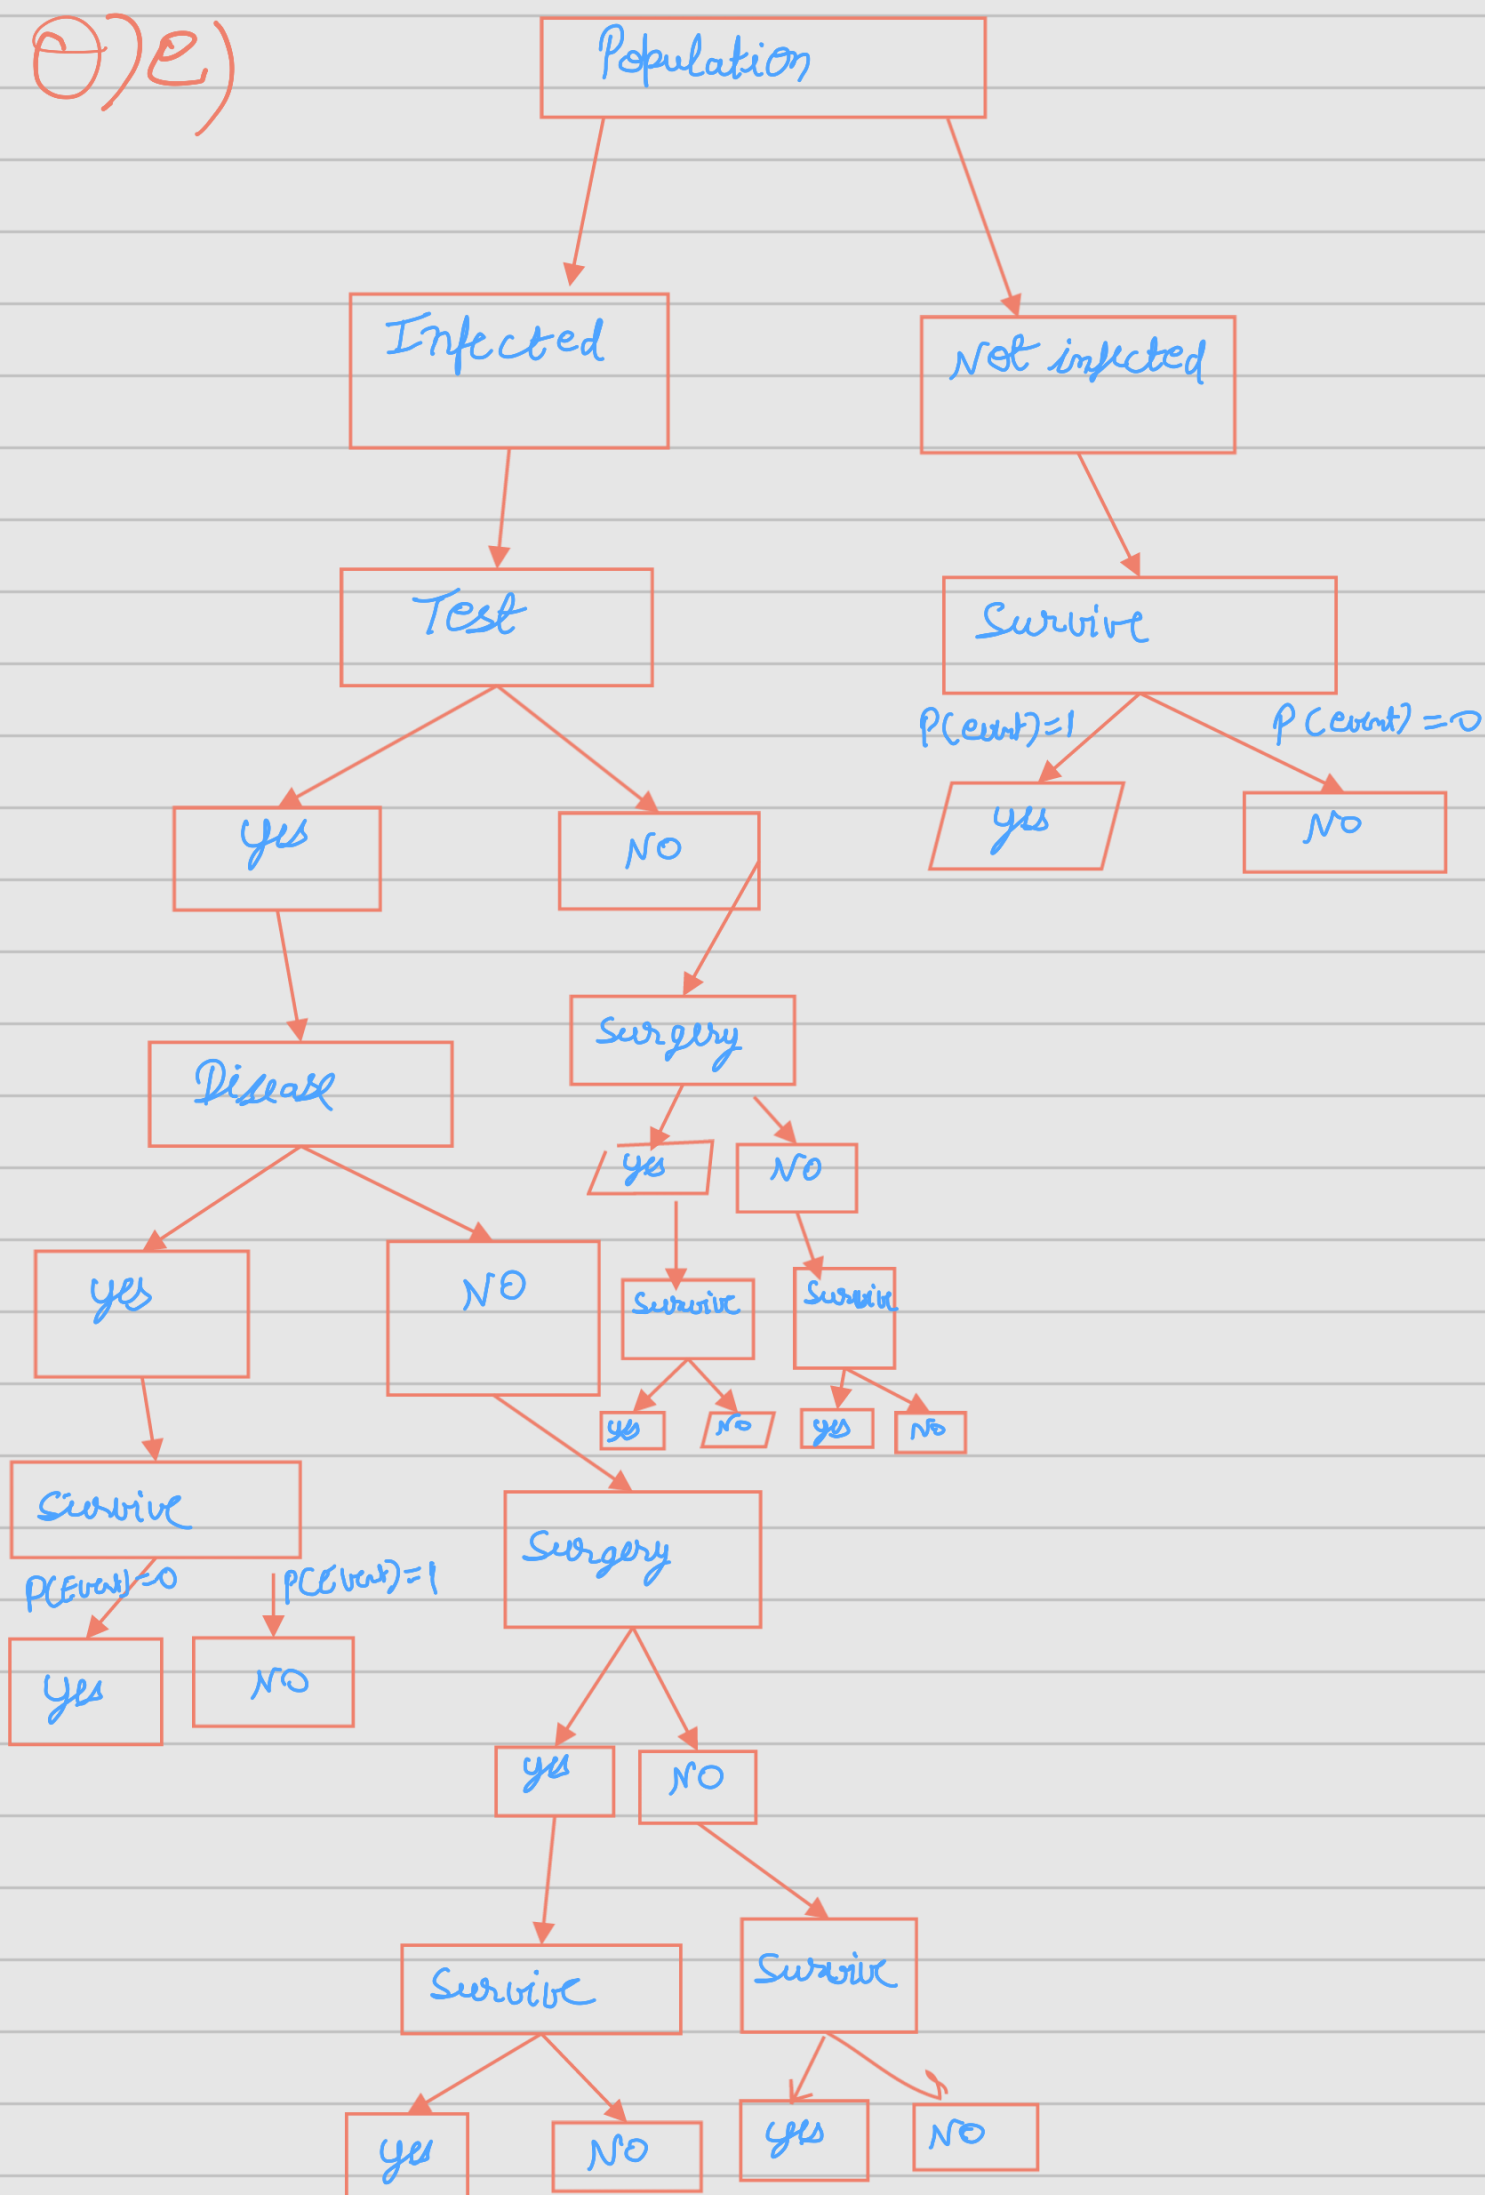 Population
Infected
Not infected
Test
Survive
P(event)=1
P(event)=0
Yes
NO
Yes
NO
Surgery
Disease
Yes
NO
Yes
NO
Survive
Survive
Yes
NO
Yes
NO
Survive
Surgery
P(Event)=0
P(Event)=1
Yes
NO
Yes
NO
Survive
Survive
Yes
NO
Yes
NO